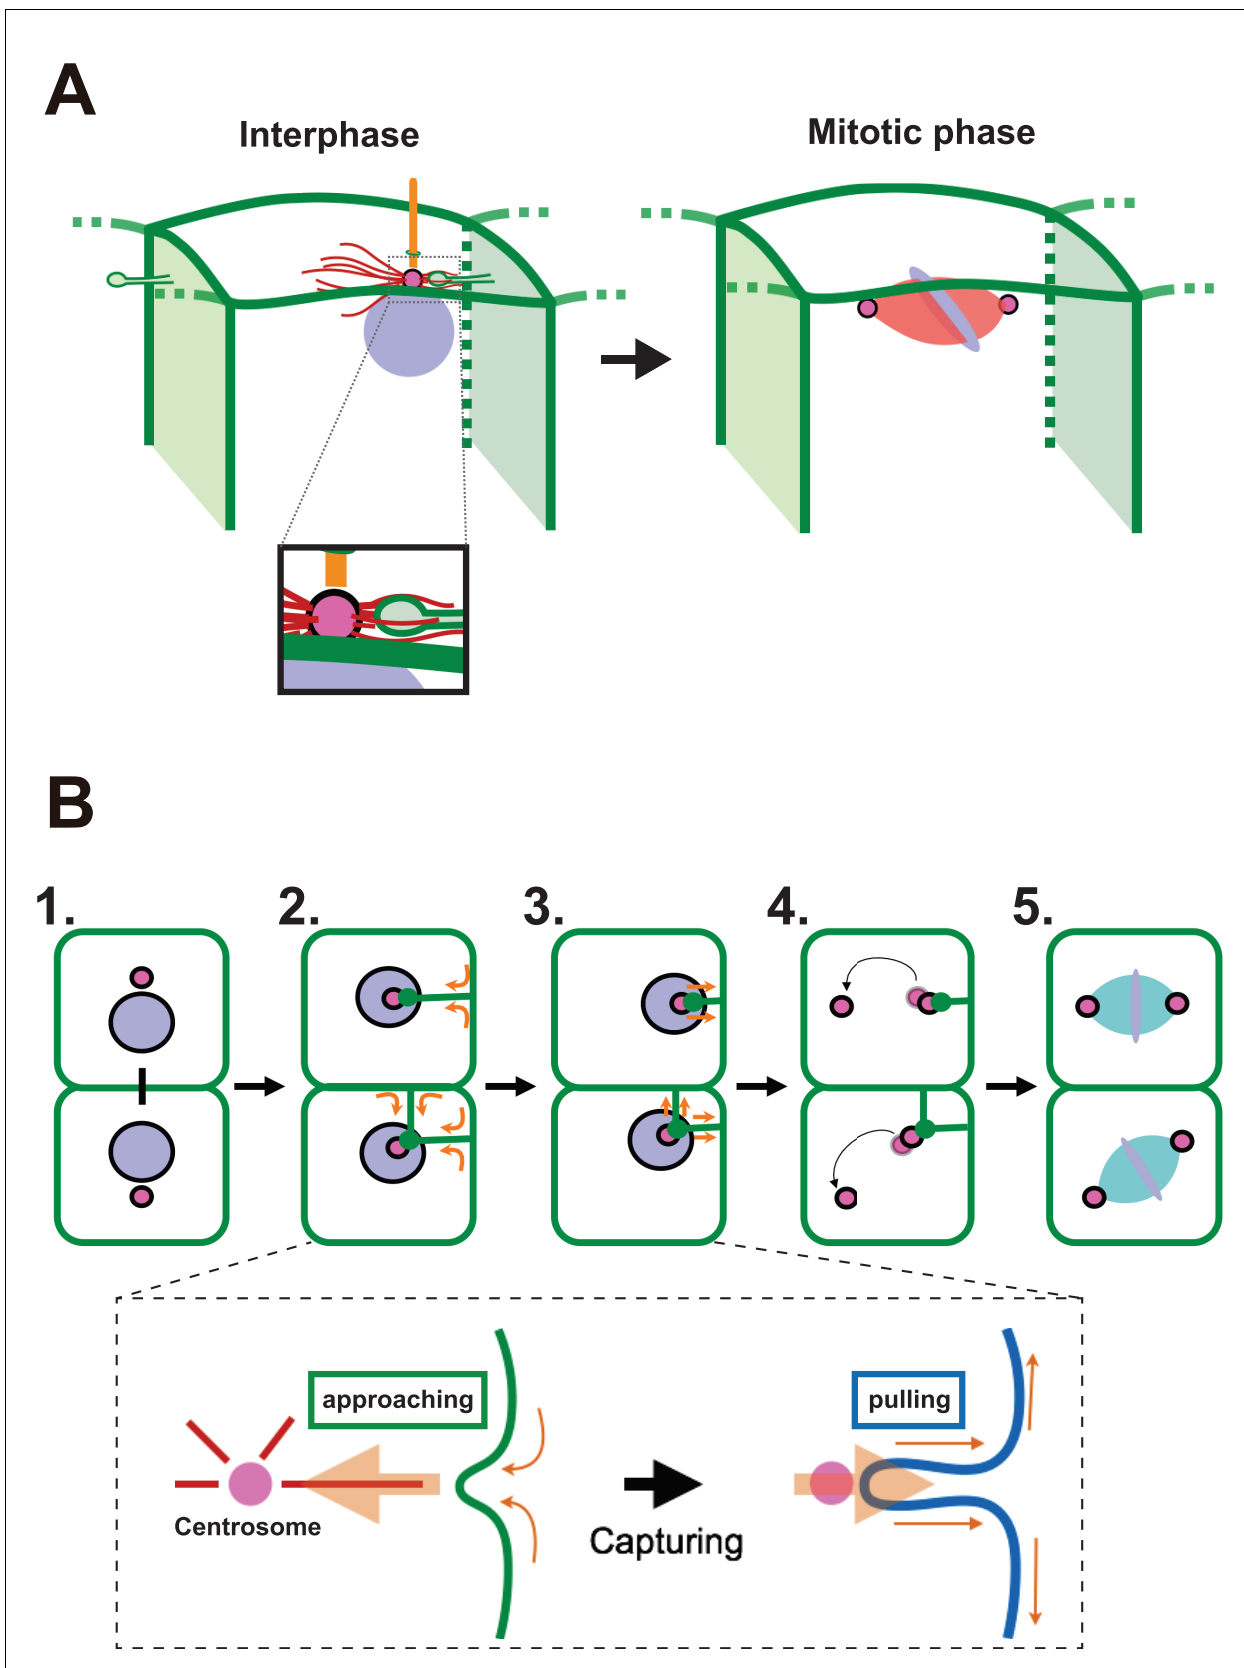 A
Interphase
Mitotic phase
B
1.
2.
3.
4.
5.
approaching
pulling
Centrosome
Capturing